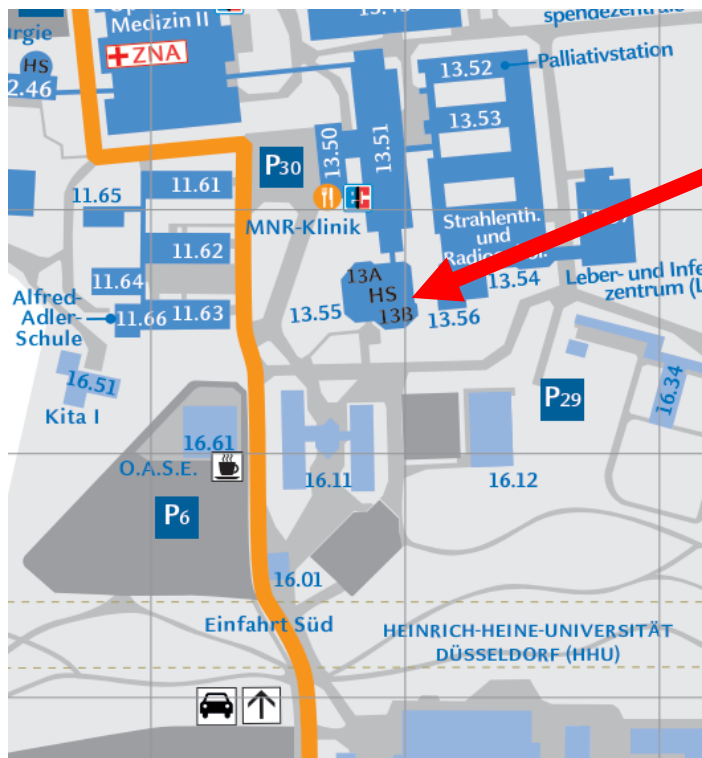 Medizin II
spendezentrale
rgie
HS
ZNA
2.46
13.52
Palliativstation
13.53
13.50
13.51
P30
11.61
11.65
MNR-Klinik
Strahlenth.
und
11.62
13A
HS
13B
13.54
Leber- und Infe
zentrum (L
11.64
Alfred-
Adler-
Schule
11.66
11.63
13.55
13.56
16.51
Kita I
P29
16.34
16.61
O.A.S.E.
16.11
16.12
P6
16.01
Einfahrt Süd
HEINRICH-HEINE-UNIVERSITÄT
DÜSSELDORF (HHU)